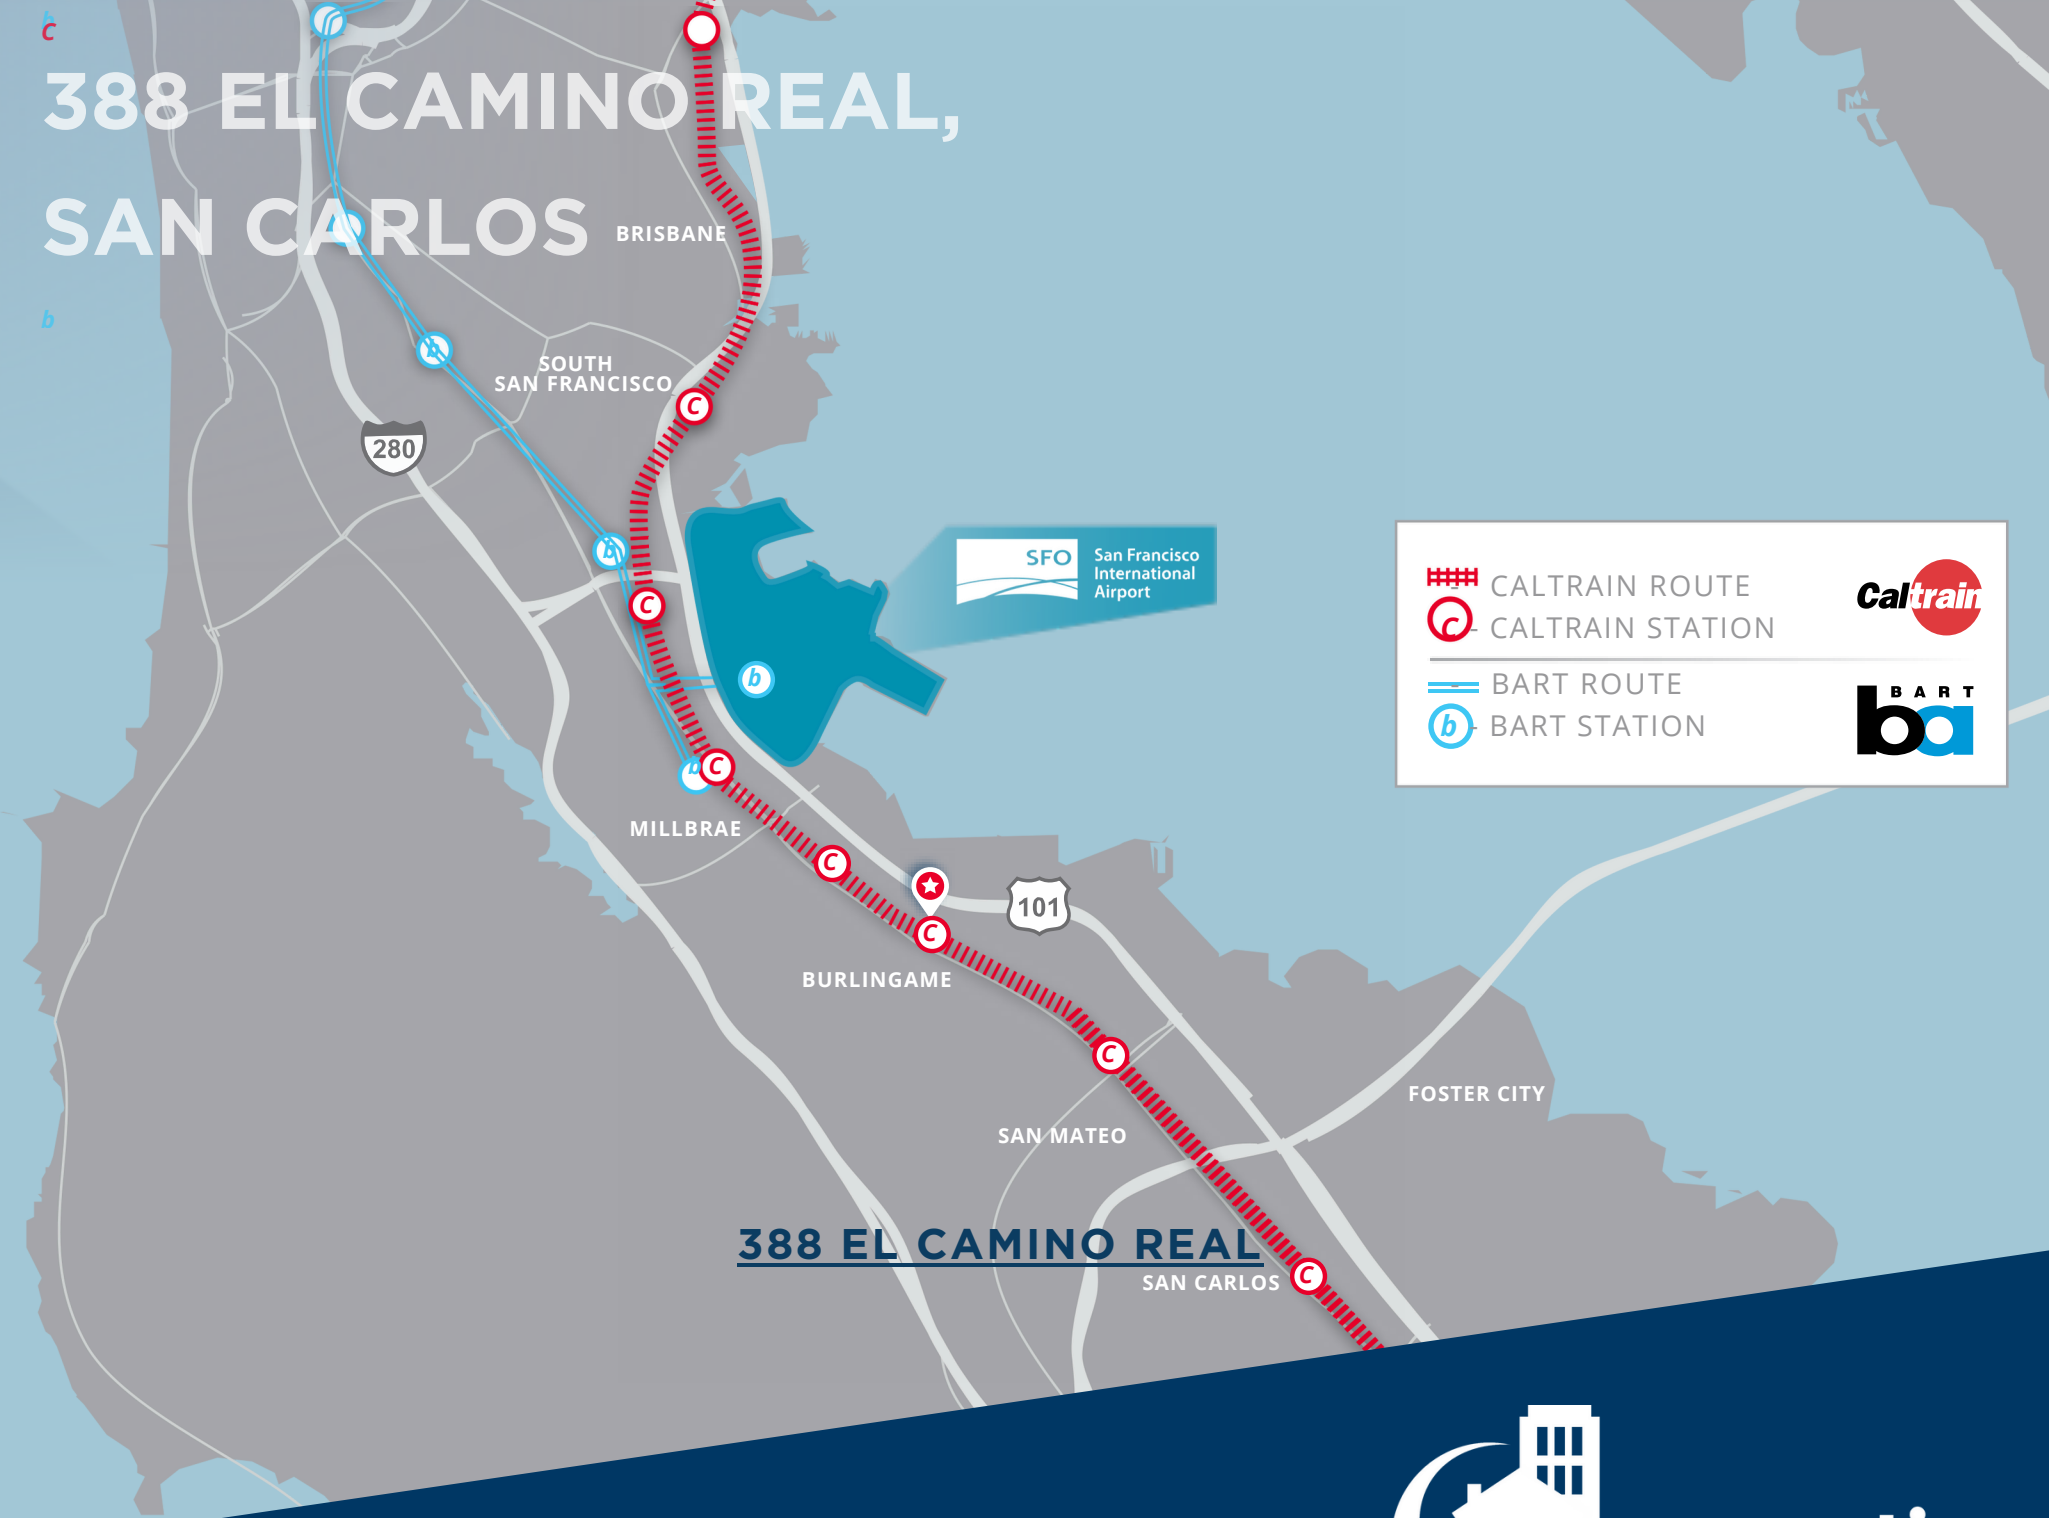 b
C
388 EL CAMINO REAL,
SAN CARLOS
BRISBANE
b
b
SOUTH
SAN FRANCISCO
C
280
b
SFO
San Francisco
International
Airport
C
b
b
C
MILLBRAE
C
101
C
BURLINGAME
C
SAN MATEO
FOSTER CITY
388 EL CAMINO REAL
SAN CARLOS
C
CALTRAIN ROUTE
C - CALTRAIN STATION
Caltrain
BART ROUTE
b - BART STATION
BART
ba